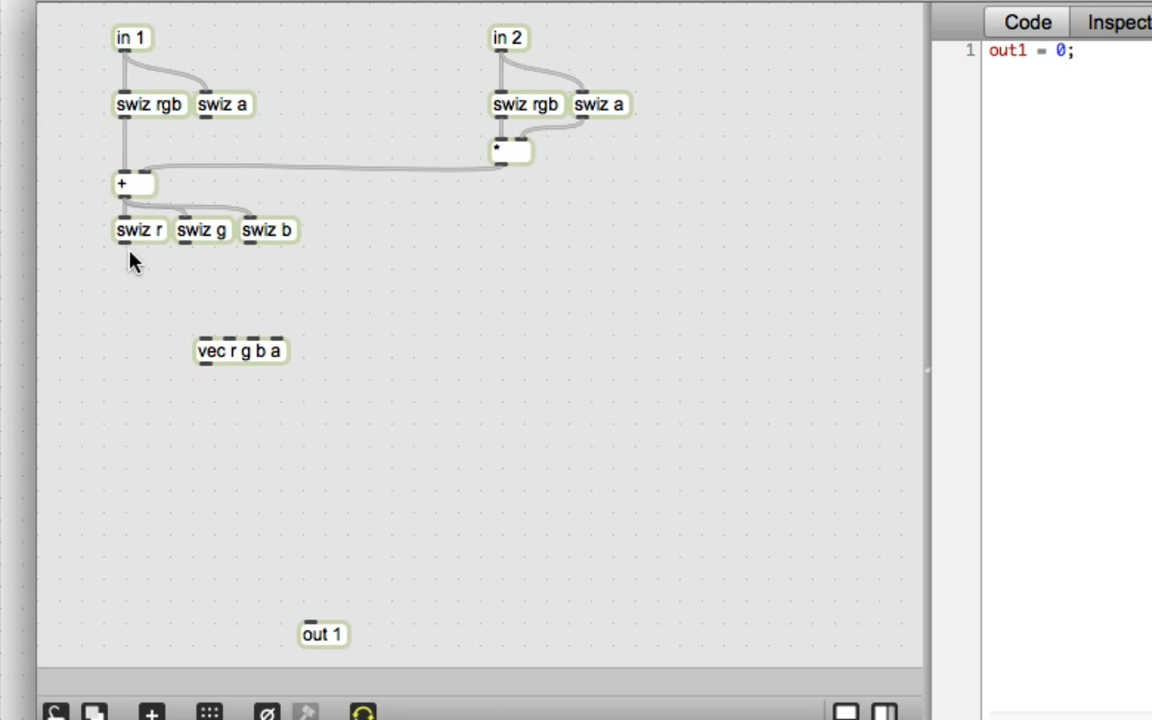 in 1
in 2
Code
Inspect
1 out1 = 0;
swiz rgb
swiz a
swiz rgb
swiz a
*
+
swiz r
swiz g
swiz b
vec r g b a
out 1